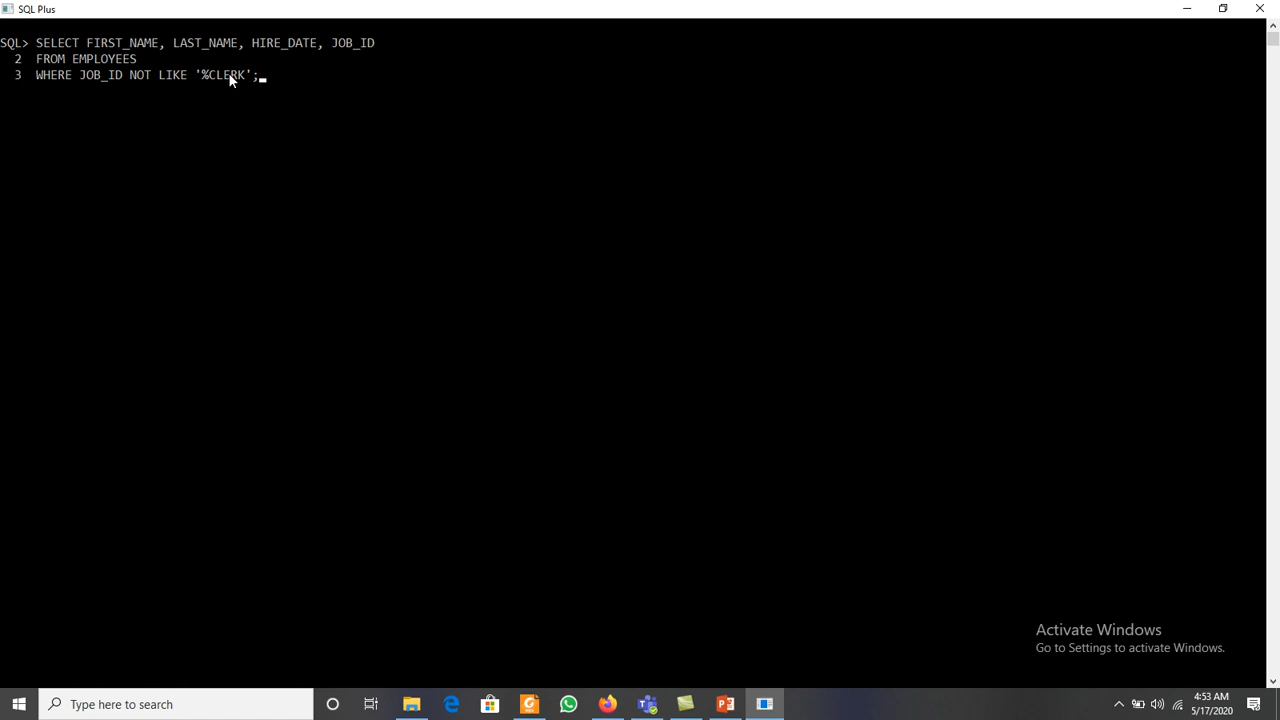 SQL Plus
SQL> SELECT FIRST_NAME, LAST_NAME, HIRE_DATE, JOB_ID
2 FROM EMPLOYEES
3 WHERE JOB_ID NOT LIKE '%CLERK';
Activate Windows
Go to Settings to activate Windows.
Type here to search
4:53 AM
5/17/2020